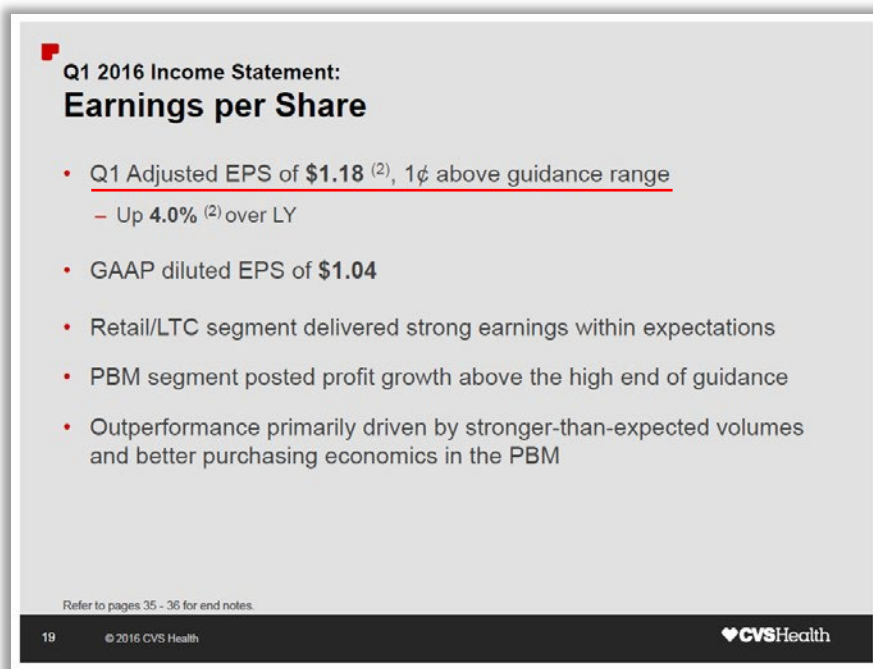 Q1 2016 Income Statement:
Earnings per Share
• Q1 Adjusted EPS of $1.18 (2), 1¢ above guidance range
– Up 4.0% (2) over LY
• GAAP diluted EPS of $1.04
• Retail/LTC segment delivered strong earnings within expectations
• PBM segment posted profit growth above the high end of guidance
• Outperformance primarily driven by stronger-than-expected volumes
and better purchasing economics in the PBM
Refer to pages 35 - 36 for end notes.
19 © 2016 CVS Health CVSHealth